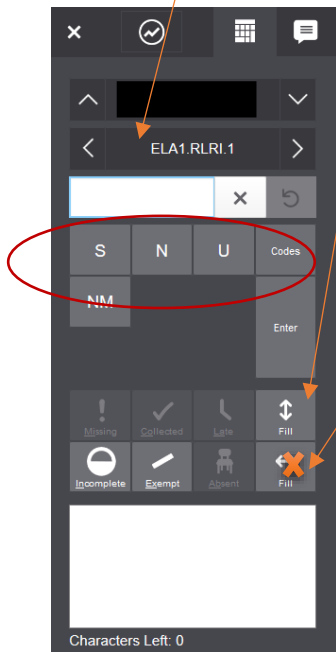 ELA1.RLRI.1
S N U Codes
NM
Enter
Missing Collected Late Fill
Incomplete Exempt Absent Fill
Characters Left: 0